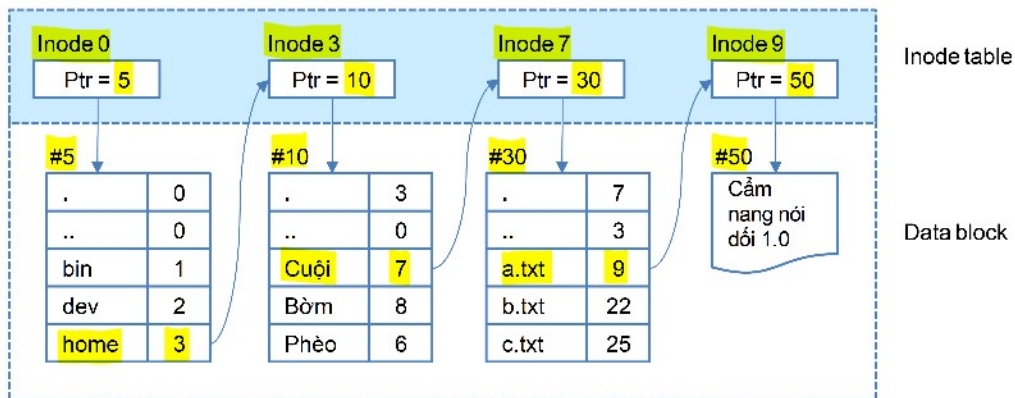 Inode 0
Inode 3
Inode 7
Inode 9
Inode table
Ptr = 5
Ptr = 10
Ptr = 30
Ptr = 50
#5
. 0
.. 0
bin 1
dev 2
home 3
#10
. 3
.. 0
Cuội 7
Bờm 8
Phèo 6
#30
. 7
.. 3
a.txt 9
b.txt 22
c.txt 25
#50
Cẩm
nang nói
dối 1.0
Data block